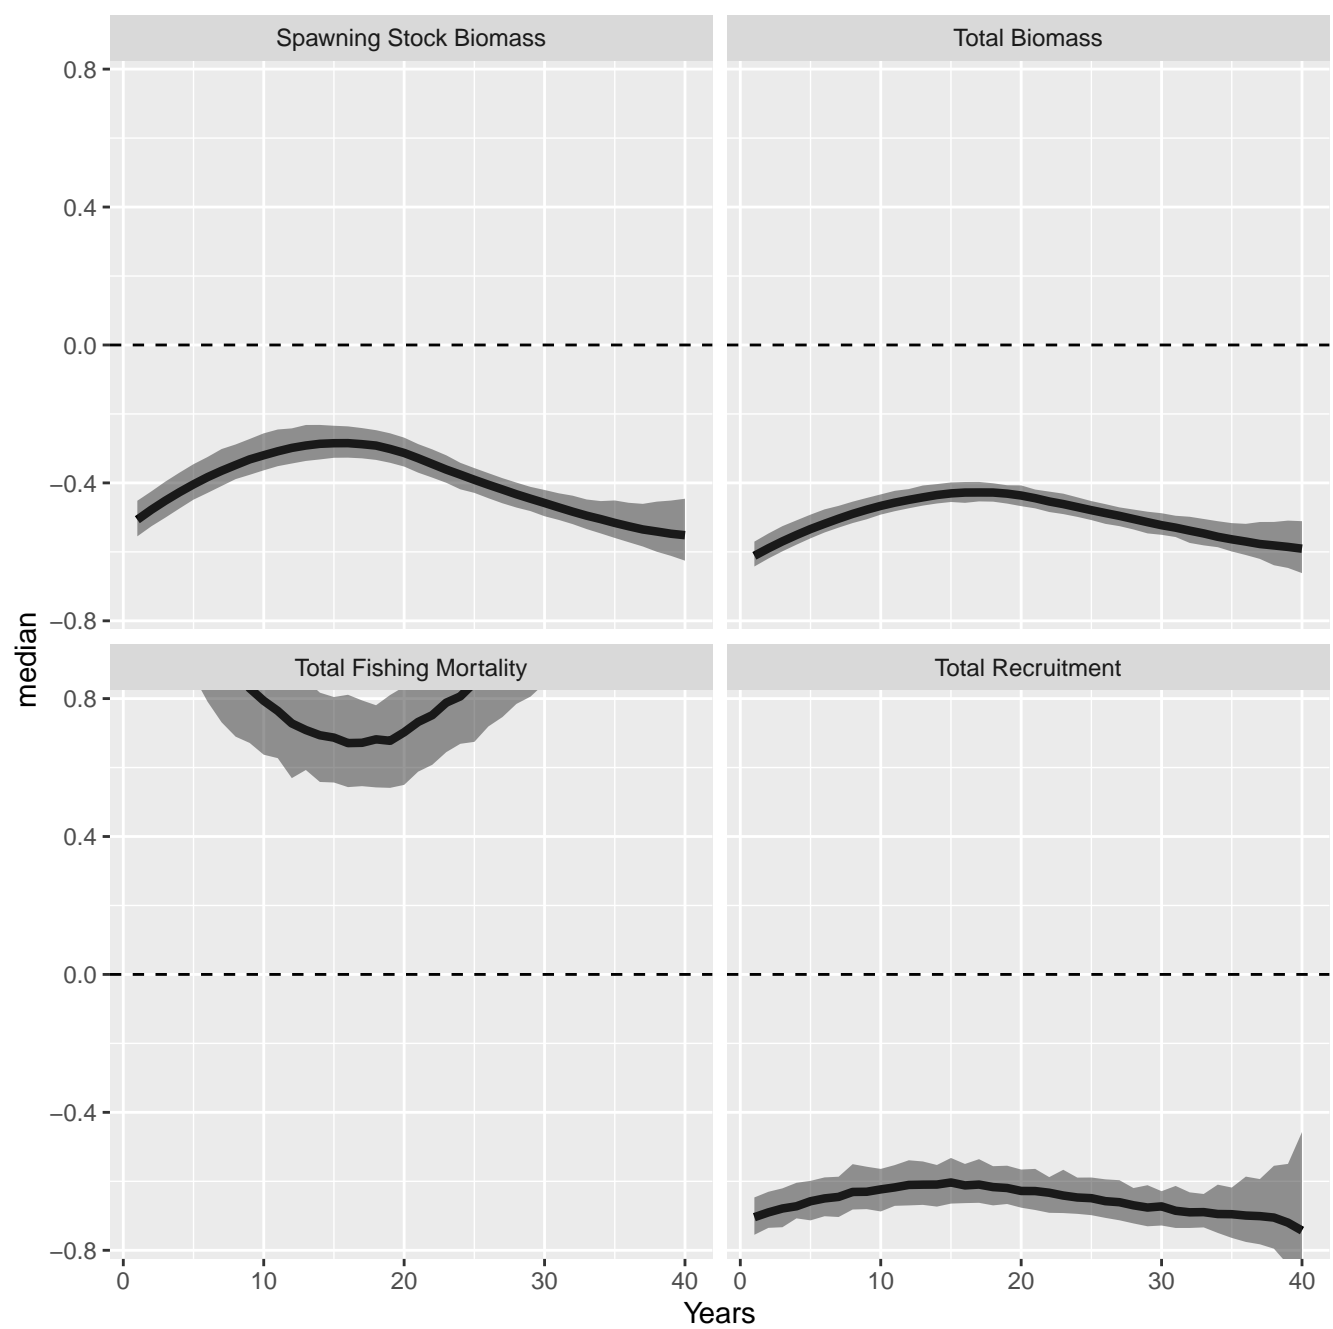 Spawning Stock Biomass
Total Biomass
0.8
0.4
0.0
−0.4
−0.8
median
Total Fishing Mortality
Total Recruitment
0.8
0.4
0.0
−0.4
−0.8
0 10 20 30 40
0 10 20 30 40
Years